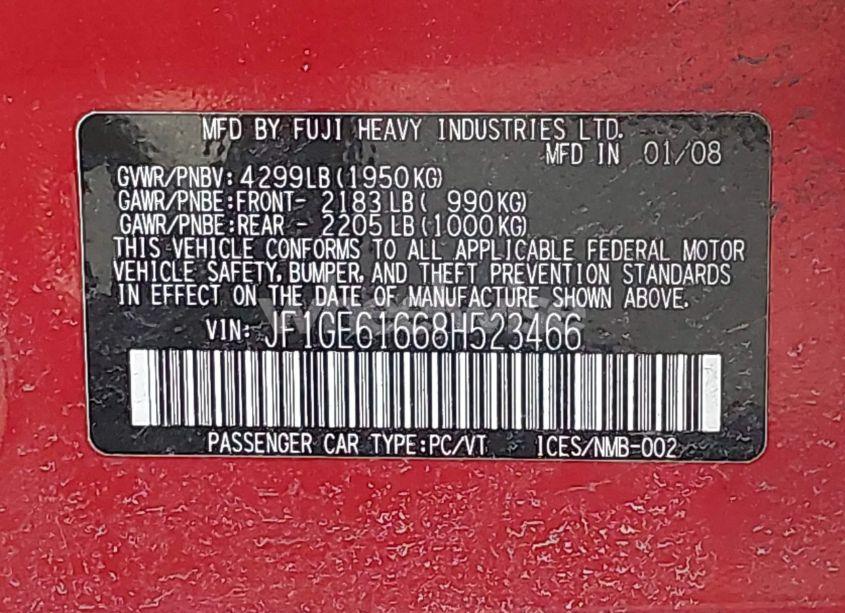 MFD BY FUJI HEAVY INDUSTRIES LTD.
MFD IN 01/08
GVWR/PNBV: 4299LB(1950KG)
GAWR/PNBE:FRONT- 2183LB( 990KG)
GAWR/PNBE:REAR - 2205LB(1000KG)
THIS VEHICLE CONFORMS TO ALL APPLICABLE FEDERAL MOTOR
VEHICLE SAFETY, BUMPER, AND THEFT PREVENTION STANDARDS
IN EFFECT ON THE DATE OF MANUFACTURE SHOWN ABOVE.
VIN: JF1GE61668H523466
PASSENGER CAR TYPE:PC/VT ICES/NMB-002